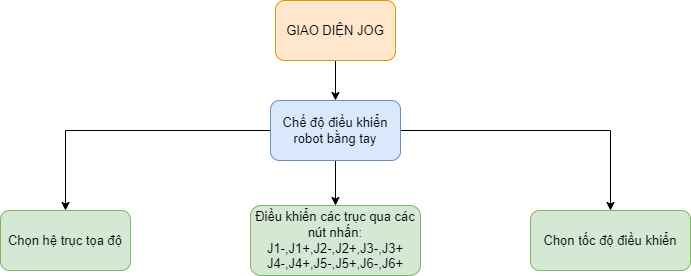 GIAO DIỆN JOG
Chế độ điều khiển
robot bằng tay
Chọn hệ trục tọa độ
Điều khiển các trục qua các
nút nhấn:
J1-,J1+,J2-,J2+,J3-,J3+
J4-,J4+,J5-,J5+,J6-,J6+
Chọn tốc độ điều khiển